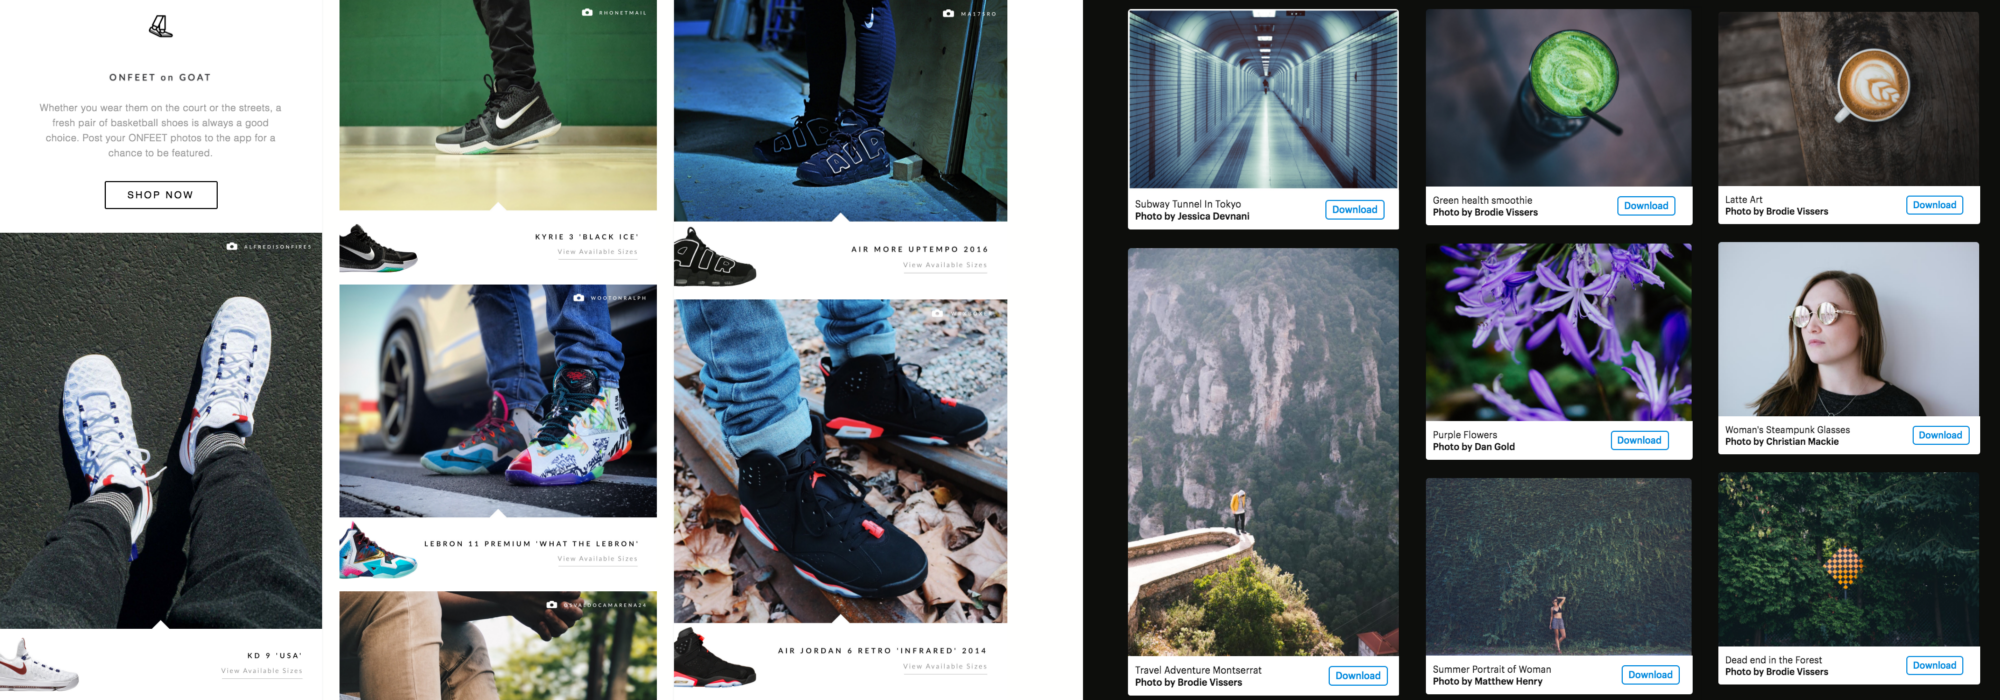 ONFEET on GOAT
Whether you wear them on the court or the streets, a
fresh pair of basketball shoes is always a good
choice. Post your ONFEET photos to the app for a
chance to be featured.
SHOP NOW
ALFREDISONFIRES
KD 9 'USA'
View Available Sizes
RHONETMAIL
KYRIE 3 'BLACK ICE'
View Available Sizes
WOOTONRALPH
LEBRON 11 PREMIUM 'WHAT THE LEBRON'
View Available Sizes
MA17SRO
AIR MORE UPTEMPO 2016
View Available Sizes
AIR JORDAN 6 RETRO 'INFRARED' 2014
View Available Sizes
Subway Tunnel In Tokyo
Photo by Jessica Devnani
Download
Travel Adventure Montserrat
Photo by Brodie Vissers
Download
Green health smoothie
Photo by Brodie Vissers
Download
Purple Flowers
Photo by Dan Gold
Download
Summer Portrait of Woman
Photo by Matthew Henry
Download
Latte Art
Photo by Brodie Vissers
Download
Woman's Steampunk Glasses
Photo by Christian Mackie
Download
Dead end in the Forest
Photo by Brodie Vissers
Download